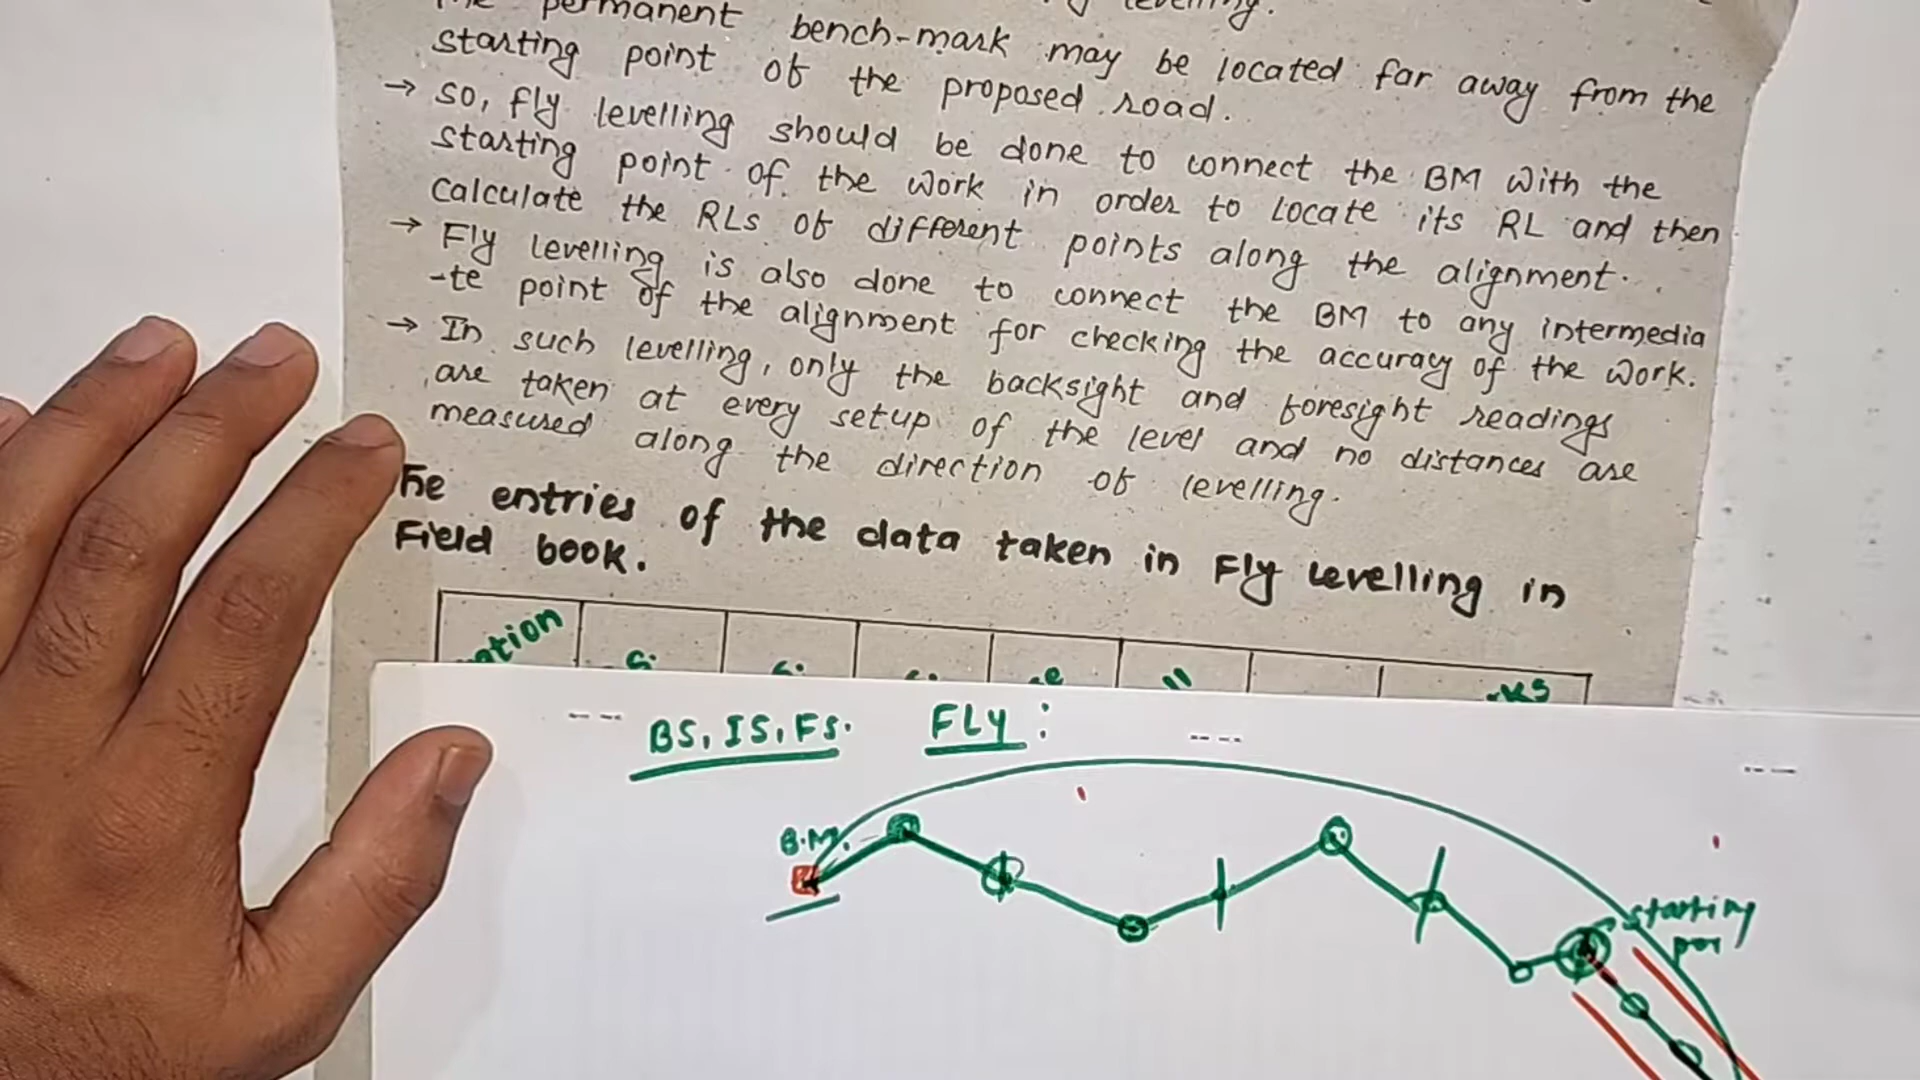 permanent bench-mark may be located far away from the
starting point of the proposed road.
→ so, fly levelling should be done to connect the BM with the
starting point of the work in order to locate its RL and then
calculate the RLs of different points along the alignment.
→ Fly levelling is also done to connect the BM to any intermedia
-te point of the alignment for checking the accuracy of the work.
→ In such levelling, only the backsight and foresight readings
are taken at every setup of the level and no distances are
measured along the direction of levelling.
The entries of the data taken in Fly levelling in
Field book.
BS, IS, FS. FLY:
B.M.
starting